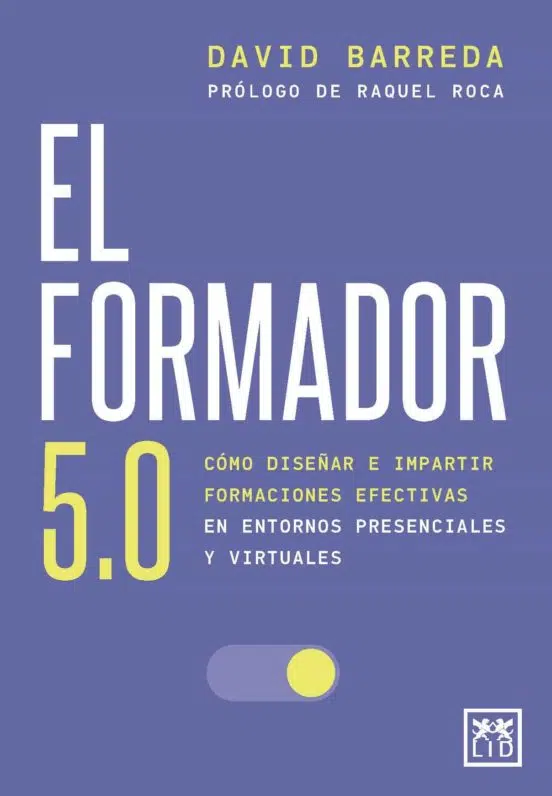 DAVID BARREDA
PRÓLOGO DE RAQUEL ROCA
EL
FORMADOR
5.0
CÓMO DISEÑAR E IMPARTIR
FORMACIONES EFECTIVAS
EN ENTORNOS PRESENCIALES
Y VIRTUALES
LID